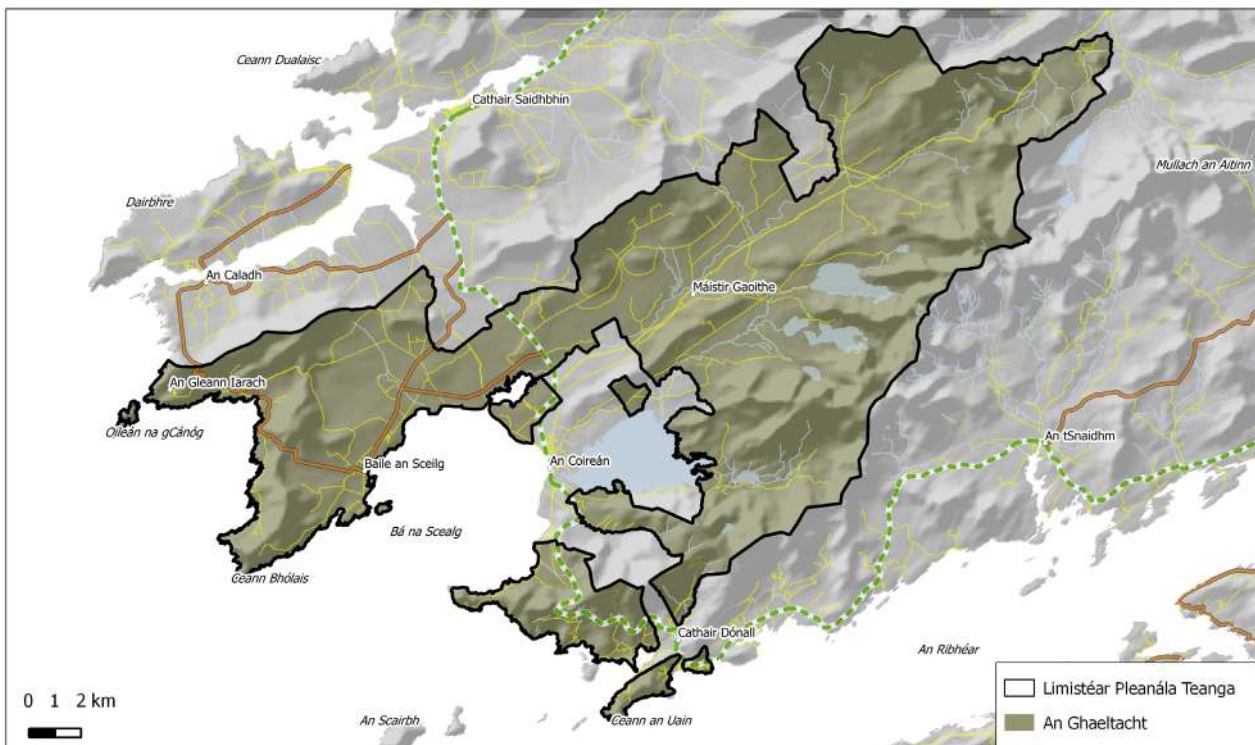 Ceann Dualaisc
Cathair Saidhbhín
Mullach an Aitinn
Dairbhre
An Caladh
Máistir Gaoithe
An Gleann Iarach
Oileán na gCánóg
An tSnaidhm
Baile an Sceilg
An Coireán
Bá na Scealg
Ceann Bhólais
Cathair Dónall
An Ribhéar
0 1 2 km
An Scairbh
Ceann an Uain
Limistéar Pleanála Teanga
An Ghaeltacht